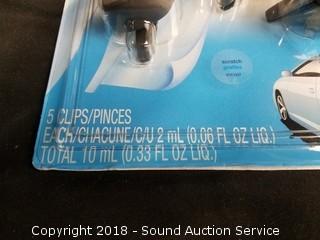 scratch
5 CLIPS/PINCES
EACH/CHACUNE/C/U 2 mL (0.06 FL OZ LIQ.)
TOTAL 10 mL (0.33 FL OZ LIQ.)
Copyright 2018 - Sound Auction Service